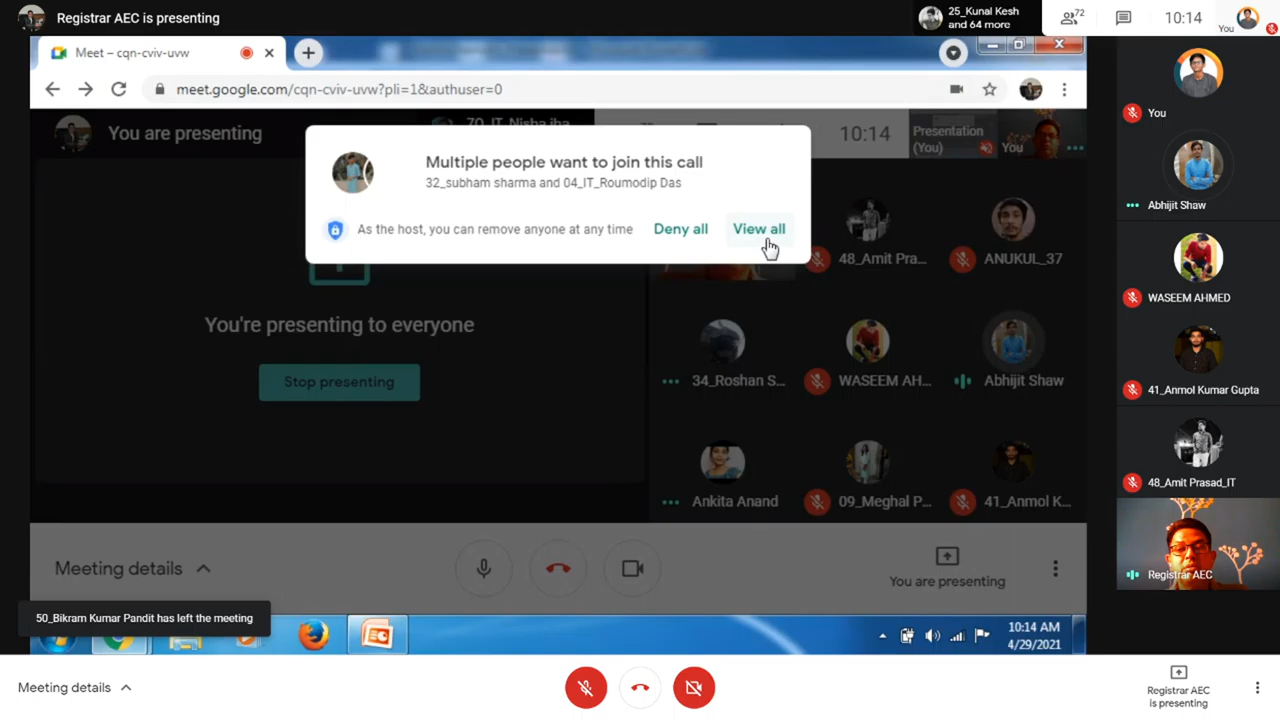 Registrar AEC is presenting
25_Kunal Kesh
and 64 more
72
10:14
You
Meet – cqn-cviv-uvw
meet.google.com/cqn-cviv-uvw?pli=1&authuser=0
You are presenting
70_IT_Nisha jha
10:14
Presentation
(You)
You
Multiple people want to join this call
32_subham sharma and 04_IT_Roumodip Das
As the host, you can remove anyone at any time
Deny all
View all
48_Amit Pra...
ANUKUL_37
You're presenting to everyone
Stop presenting
34_Roshan S...
WASEEM AH...
Abhijit Shaw
Ankita Anand
09_Meghal P...
41_Anmol K...
Meeting details
You are presenting
50_Bikram Kumar Pandit has left the meeting
10:14 AM
4/29/2021
You
Abhijit Shaw
WASEEM AHMED
41_Anmol Kumar Gupta
48_Amit Prasad_IT
Registrar AEC
Meeting details
Registrar AEC
is presenting